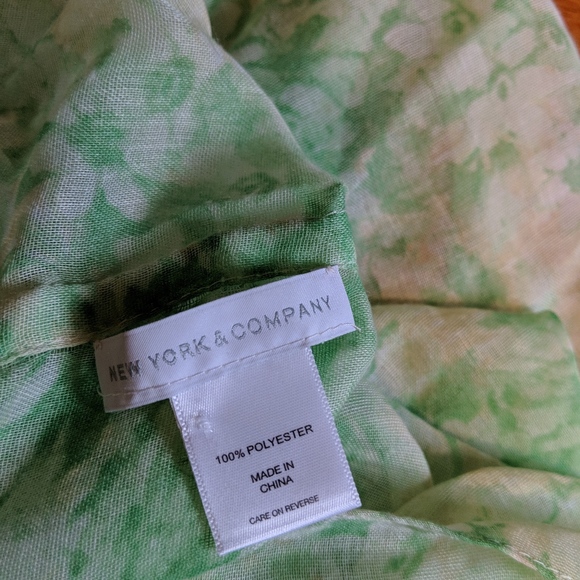 NEW YORK & COMPANY
100% POLYESTER
MADE IN
CHINA
CARE ON REVERSE